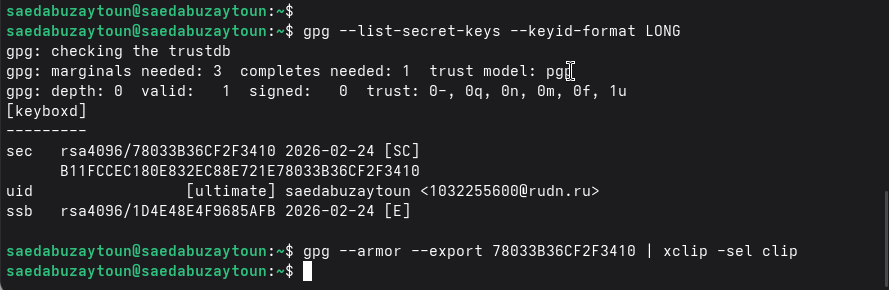 saedabuzaytoun@saedabuzaytoun:~$
saedabuzaytoun@saedabuzaytoun:~$ gpg --list-secret-keys --keyid-format LONG
gpg: checking the trustdb
gpg: marginals needed: 3  completes needed: 1  trust model: pgp
gpg: depth: 0  valid:   1  signed:   0  trust: 0-, 0q, 0n, 0m, 0f, 1u
[keyboxd]
---------
sec   rsa4096/78033B36CF2F3410 2026-02-24 [SC]
      B11FCCEC180E832EC88E721E78033B36CF2F3410
uid                 [ultimate] saedabuzaytoun <1032255600@rudn.ru>
ssb   rsa4096/1D4E48E4F9685AFB 2026-02-24 [E]
saedabuzaytoun@saedabuzaytoun:~$ gpg --armor --export 78033B36CF2F3410 | xclip -sel clip
saedabuzaytoun@saedabuzaytoun:~$